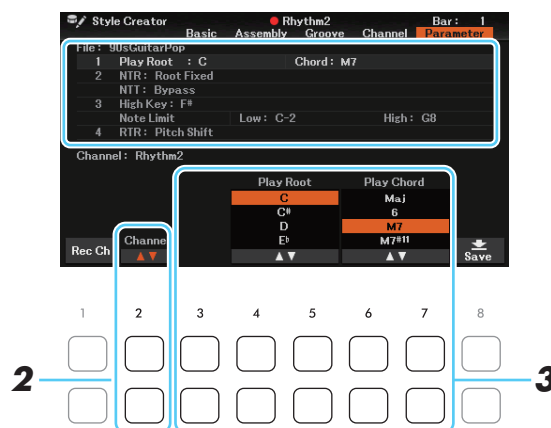 Style Creator Rhythm2 Bar: 1
Basic Assembly Groove Channel Parameter
File: 90sGuitarPop
1 Play Root : C Chord: M7
2 NTR: Root Fixed
NTT: Bypass
3 High Key: F#
Note Limit Low: C-2 High: G8
4 RTR: Pitch Shift
Channel: Rhythm2
Play Root Play Chord
C Maj
C# 6
D M7
E♭ M7#11
Rec Ch Channel ▲▼ ▲▼ ▲▼ Save
1 2 3 4 5 6 7 8
2 3